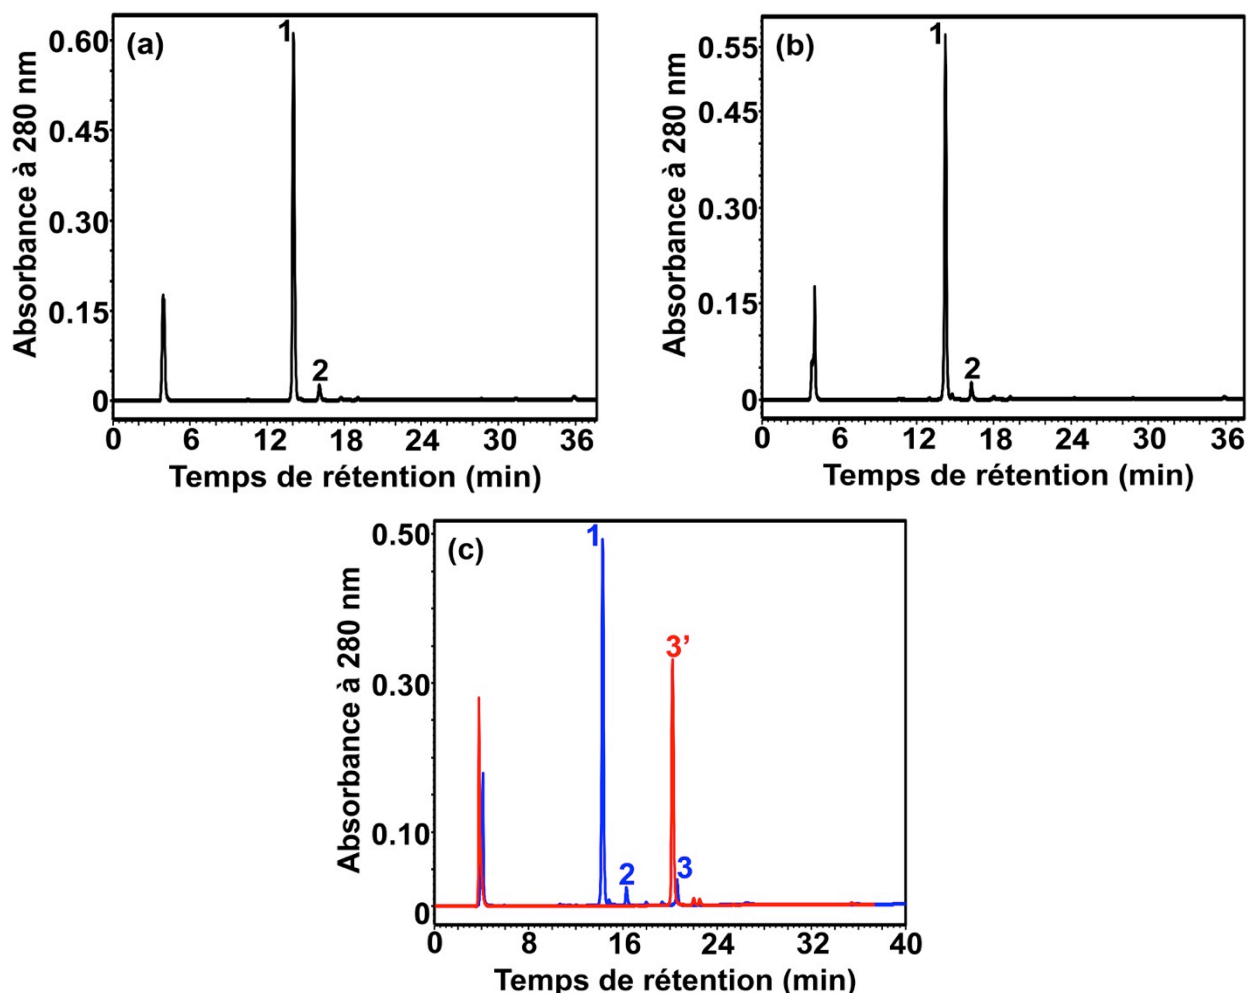 (a)
1
2
0.60
0.45
0.30
0.15
0
0 6 12 18 24 30 36
Absorbance à 280 nm
Temps de rétention (min)
(b)
1
2
0.55
0.45
0.30
0.15
0
0 6 12 18 24 30 36
Absorbance à 280 nm
Temps de rétention (min)
(c)
1
2
3’
3
0.50
0.30
0.10
0
0 8 16 24 32 40
Absorbance à 280 nm
Temps de rétention (min)